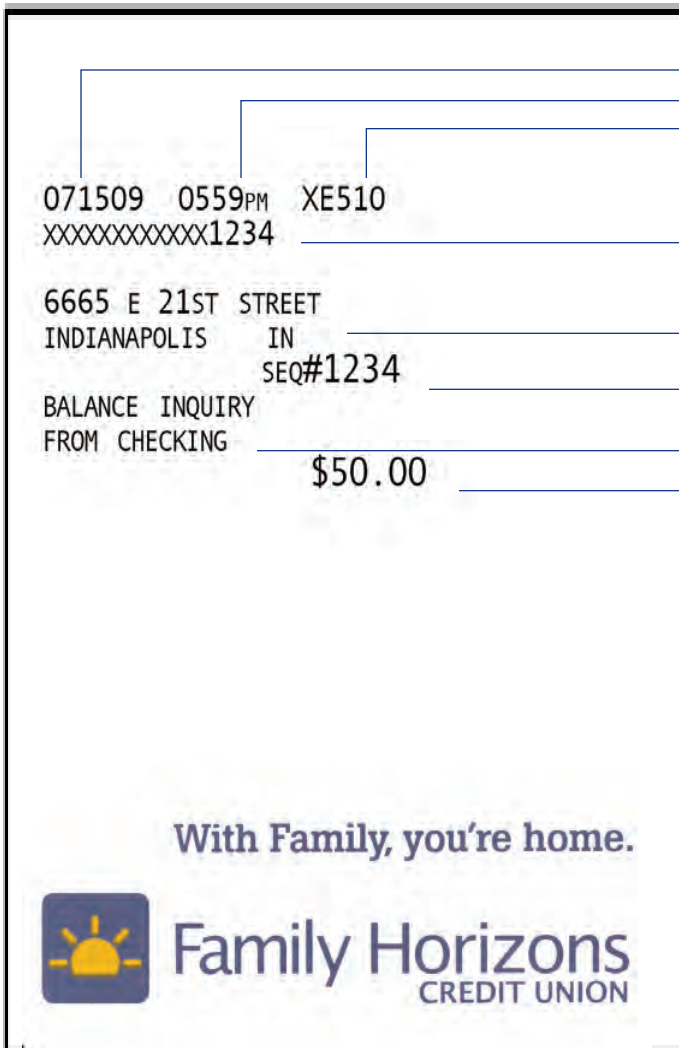 071509 0559PM XE510
XXXXXXXXXXXX1234
6665 E 21ST STREET
INDIANAPOLIS IN
SEQ#1234
BALANCE INQUIRY
FROM CHECKING
$50.00
With Family, you're home.
Family Horizons
CREDIT UNION